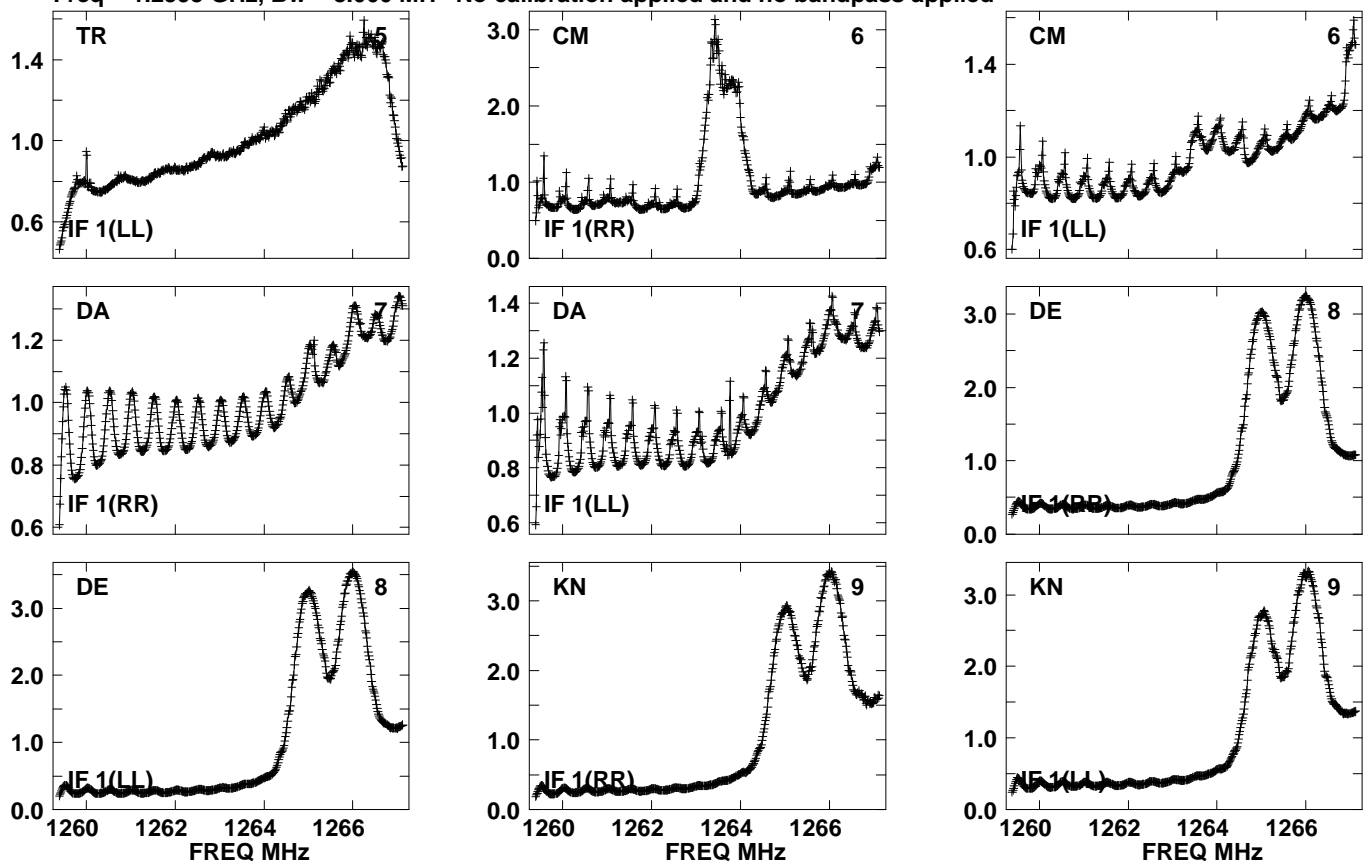 No calibration applied and no bandpass applied
TR 5
CM 6
CM 6
1.4
1.0
0.6
3.0
2.0
1.0
0.0
1.4
1.0
0.6
IF 1(LL)
IF 1(RR)
IF 1(LL)
DA 7
DA 7
DE 8
1.2
1.0
0.8
0.6
1.4
1.2
1.0
0.8
0.6
3.0
2.0
1.0
0.0
IF 1(RR)
IF 1(LL)
IF 1(RR)
DE 8
KN 9
KN 9
3.0
2.0
1.0
0.0
3.0
2.0
1.0
0.0
3.0
2.0
1.0
0.0
IF 1(LL)
IF 1(RR)
IF 1(LL)
1260 1262 1264 1266
1260 1262 1264 1266
1260 1262 1264 1266
FREQ MHz
FREQ MHz
FREQ MHz